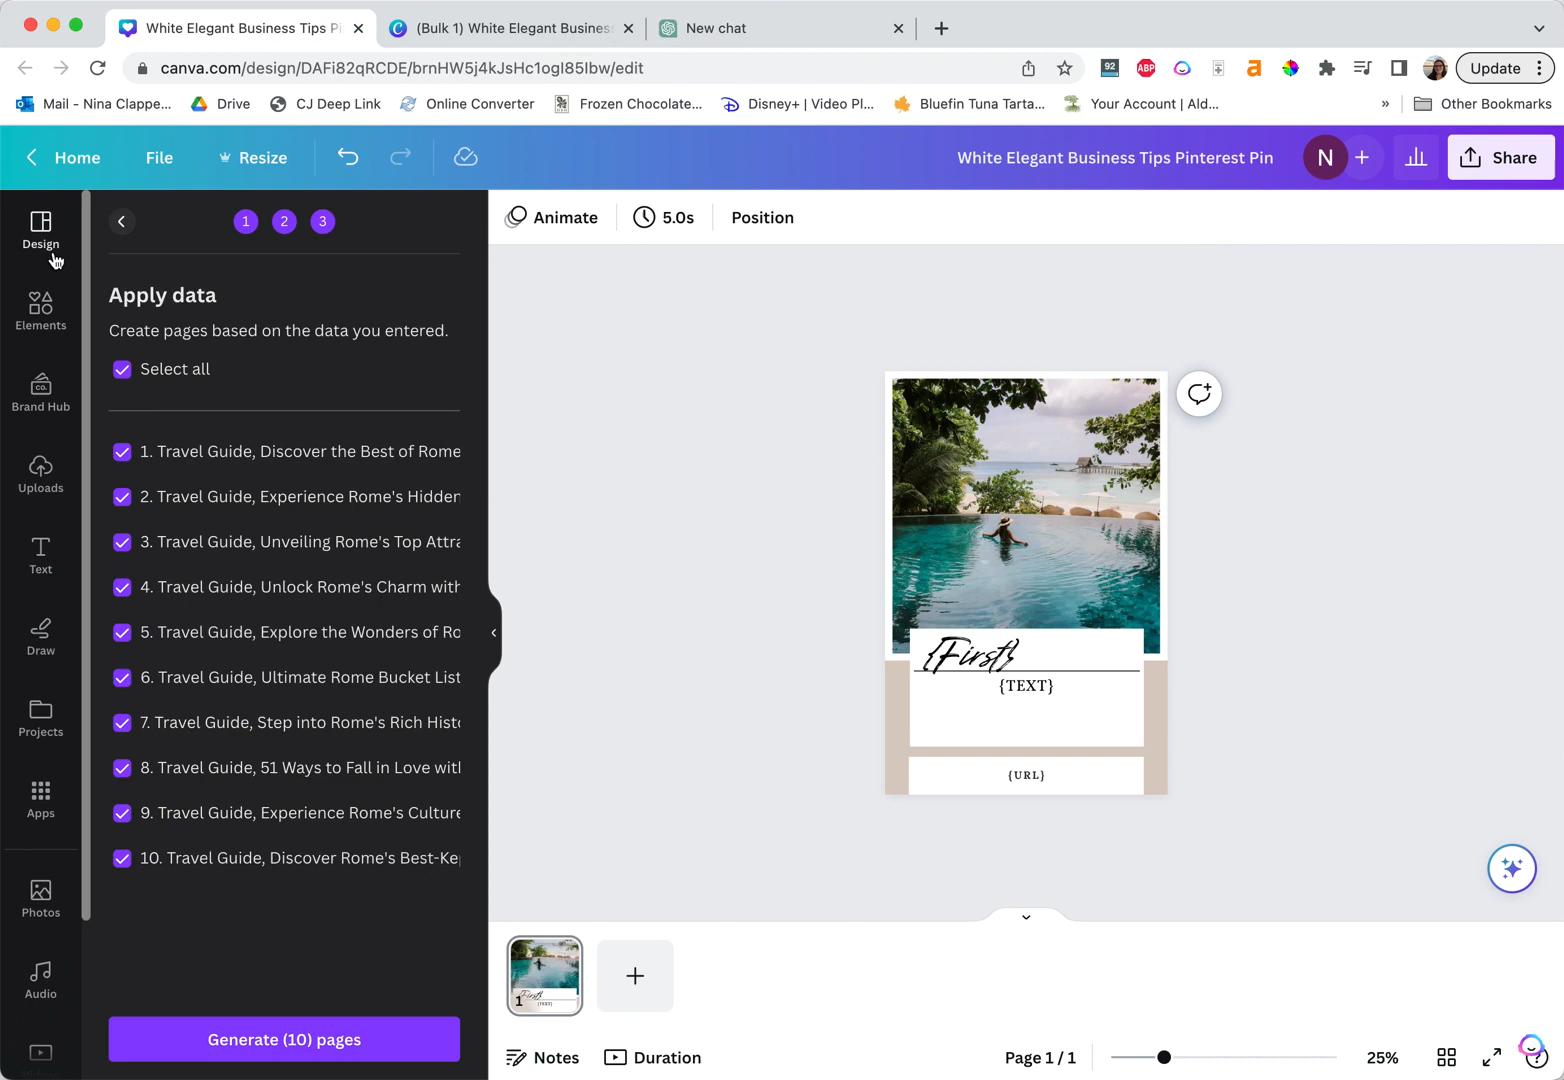 White Elegant Business Tips Pi
(Bulk 1) White Elegant Busines
New chat
canva.com/design/DAFi82qRCDE/brnHW5j4kJsHc1ogI85Ibw/edit
92
ABP
Update
Mail - Nina Clappe...
Drive
CJ Deep Link
Online Converter
Frozen Chocolate...
Disney+ | Video Pl...
Bluefin Tuna Tarta...
Your Account | Ald...
»
Other Bookmarks
Home
File
Resize
White Elegant Business Tips Pinterest Pin
N
Share
Design
Elements
CO.
Brand Hub
Uploads
Text
Draw
Projects
Apps
Photos
Audio
1 2 3
Apply data
Create pages based on the data you entered.
Select all
1. Travel Guide, Discover the Best of Rome
2. Travel Guide, Experience Rome's Hidden
3. Travel Guide, Unveiling Rome's Top Attra
4. Travel Guide, Unlock Rome's Charm with
5. Travel Guide, Explore the Wonders of Ro
6. Travel Guide, Ultimate Rome Bucket List
7. Travel Guide, Step into Rome's Rich Histo
8. Travel Guide, 51 Ways to Fall in Love with
9. Travel Guide, Experience Rome's Culture
10. Travel Guide, Discover Rome's Best-Ke
Generate (10) pages
Animate
5.0s
Position
{First}
{TEXT}
{URL}
{First}
{TEXT}
1
Notes
Duration
Page 1 / 1
25%